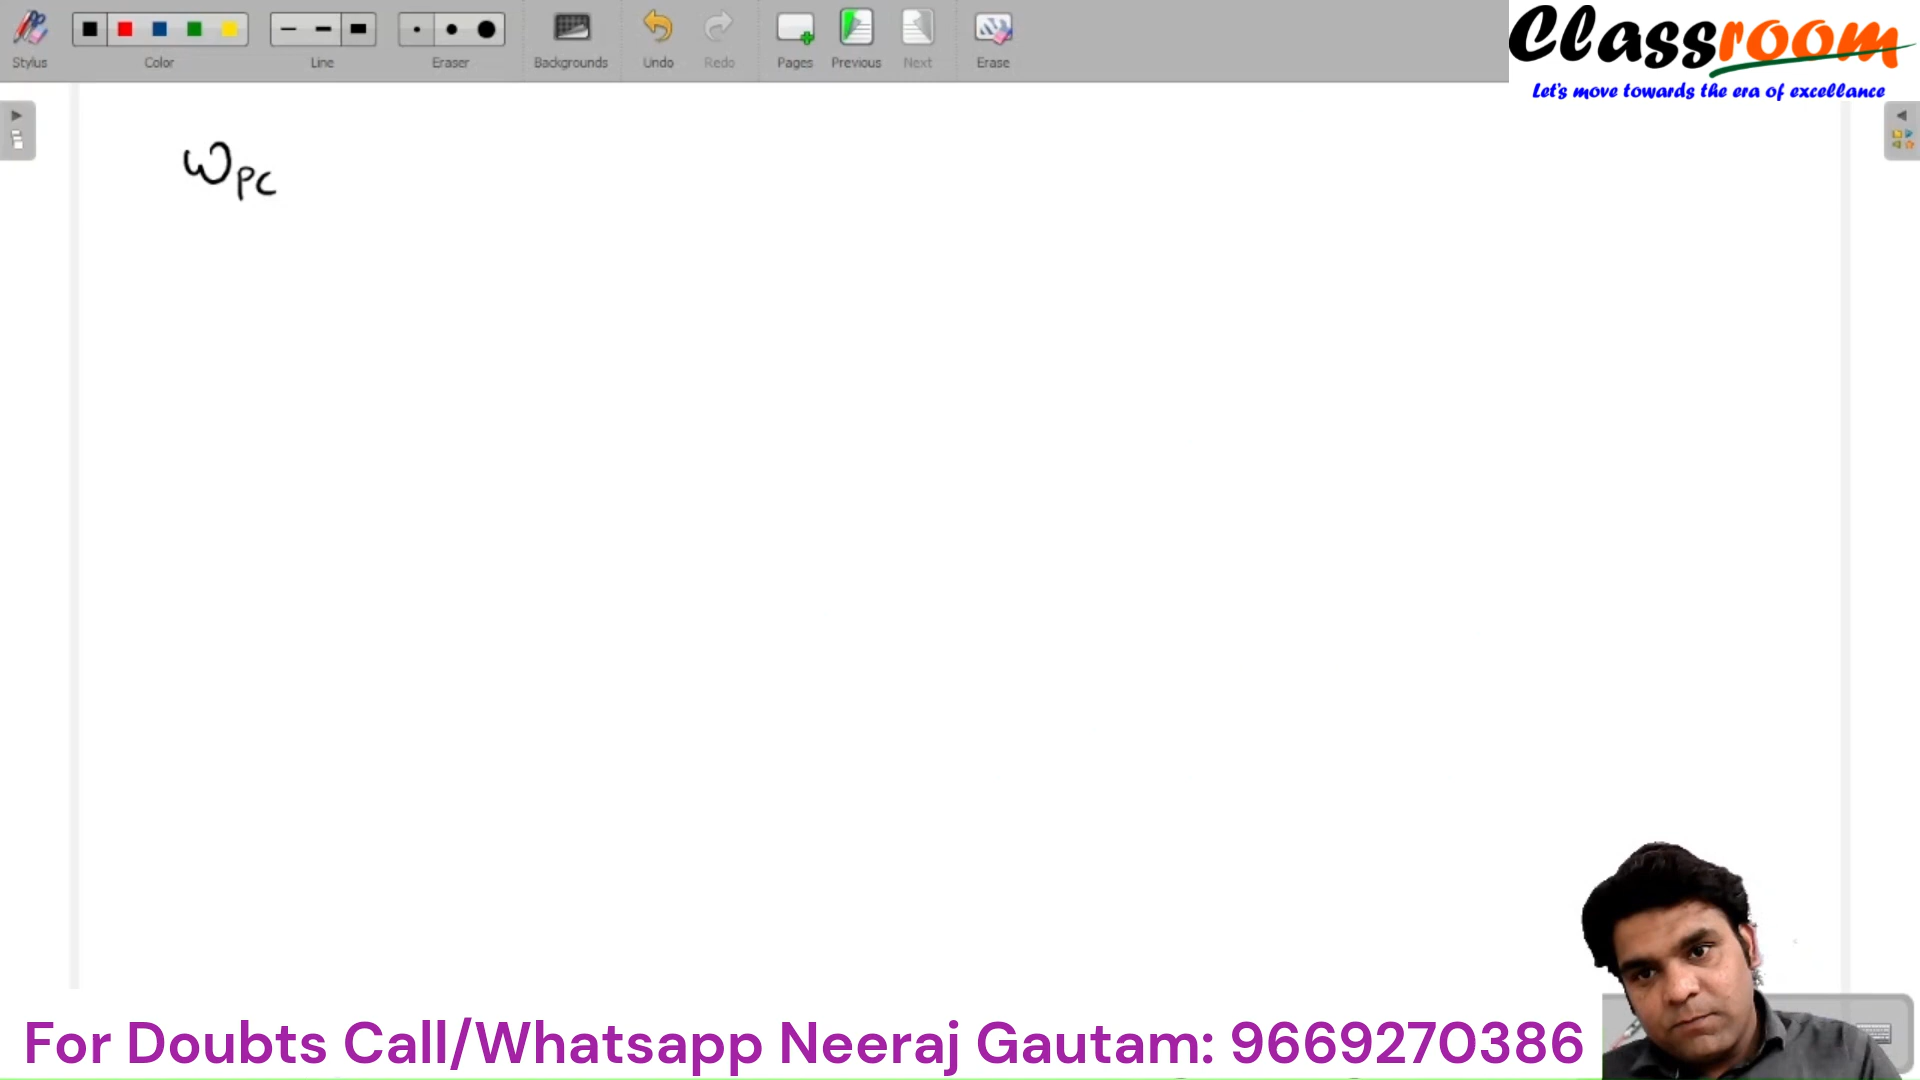 Stylus
Color
Line
Eraser
Backgrounds
Undo
Redo
Pages
Previous
Next
Erase
Classroom
Let's move towards the era of excellance
ωPC
For Doubts Call/Whatsapp Neeraj Gautam: 9669270386